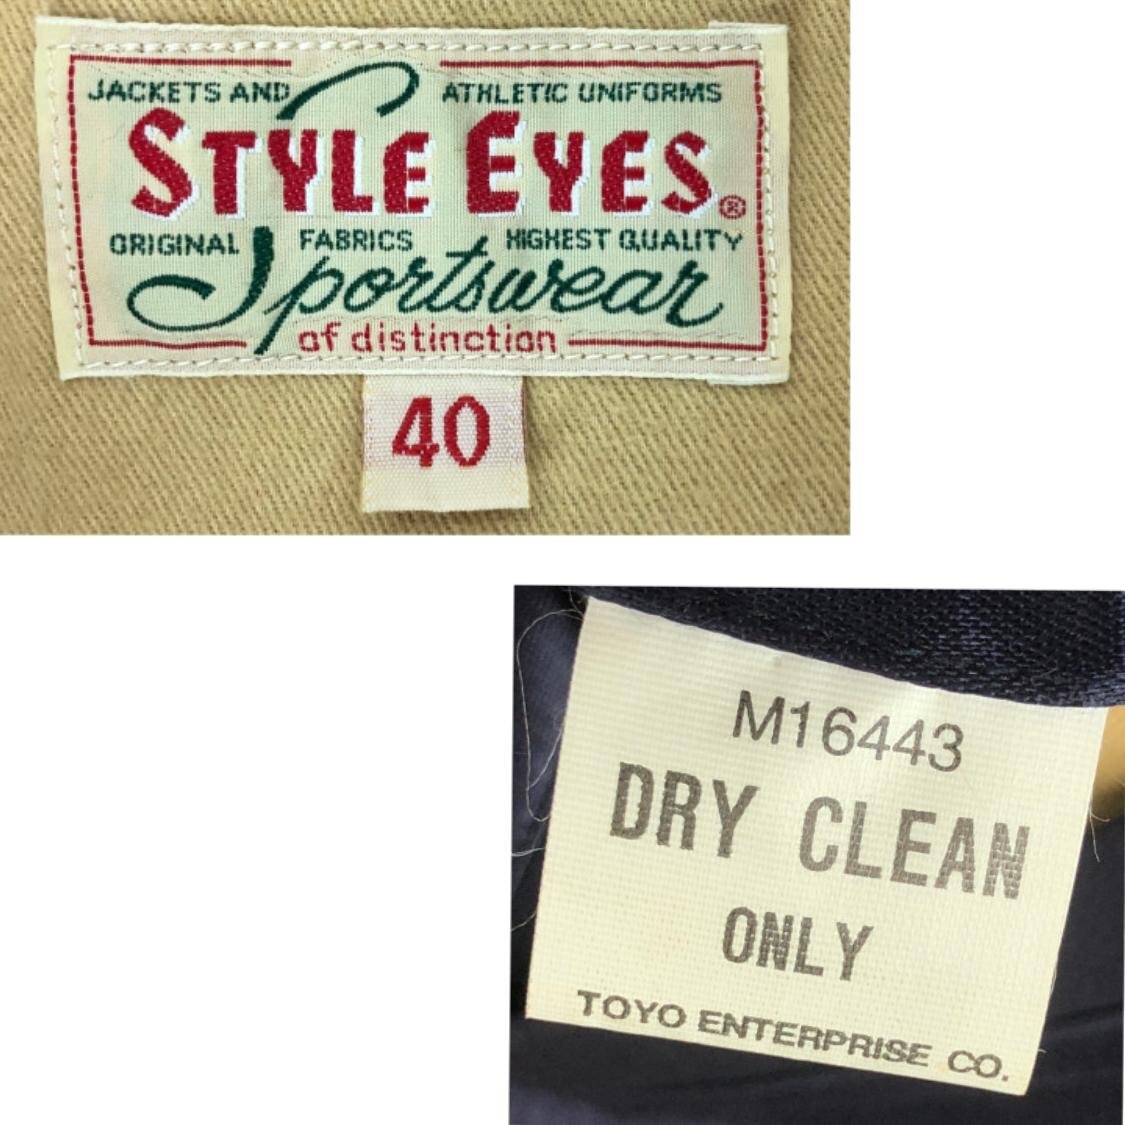 JACKETS AND ATHLETIC UNIFORMS
STYLE EYES®
ORIGINAL FABRICS HIGHEST QUALITY
Sportswear
of distinction
40
M16443
DRY CLEAN
ONLY
TOYO ENTERPRISE CO.